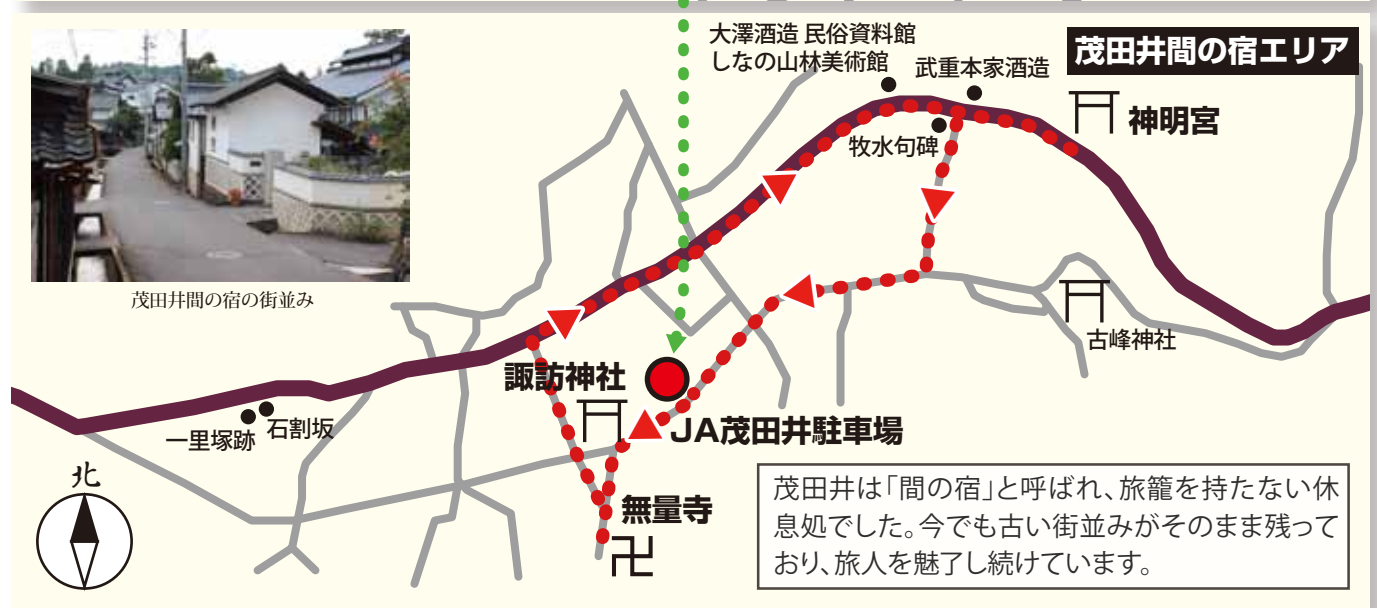 大澤酒造 民俗資料館
しなの山林美術館
武重本家酒造
茂田井間の宿エリア
神明宮
牧水句碑
茂田井間の宿の街並み
古峰神社
諏訪神社
JA茂田井駐車場
一里塚跡
石割坂
北
無量寺
茂田井は「間の宿」と呼ばれ、旅籠を持たない休
息処でした。今でも古い街並みがそのまま残って
おり、旅人を魅了し続けています。